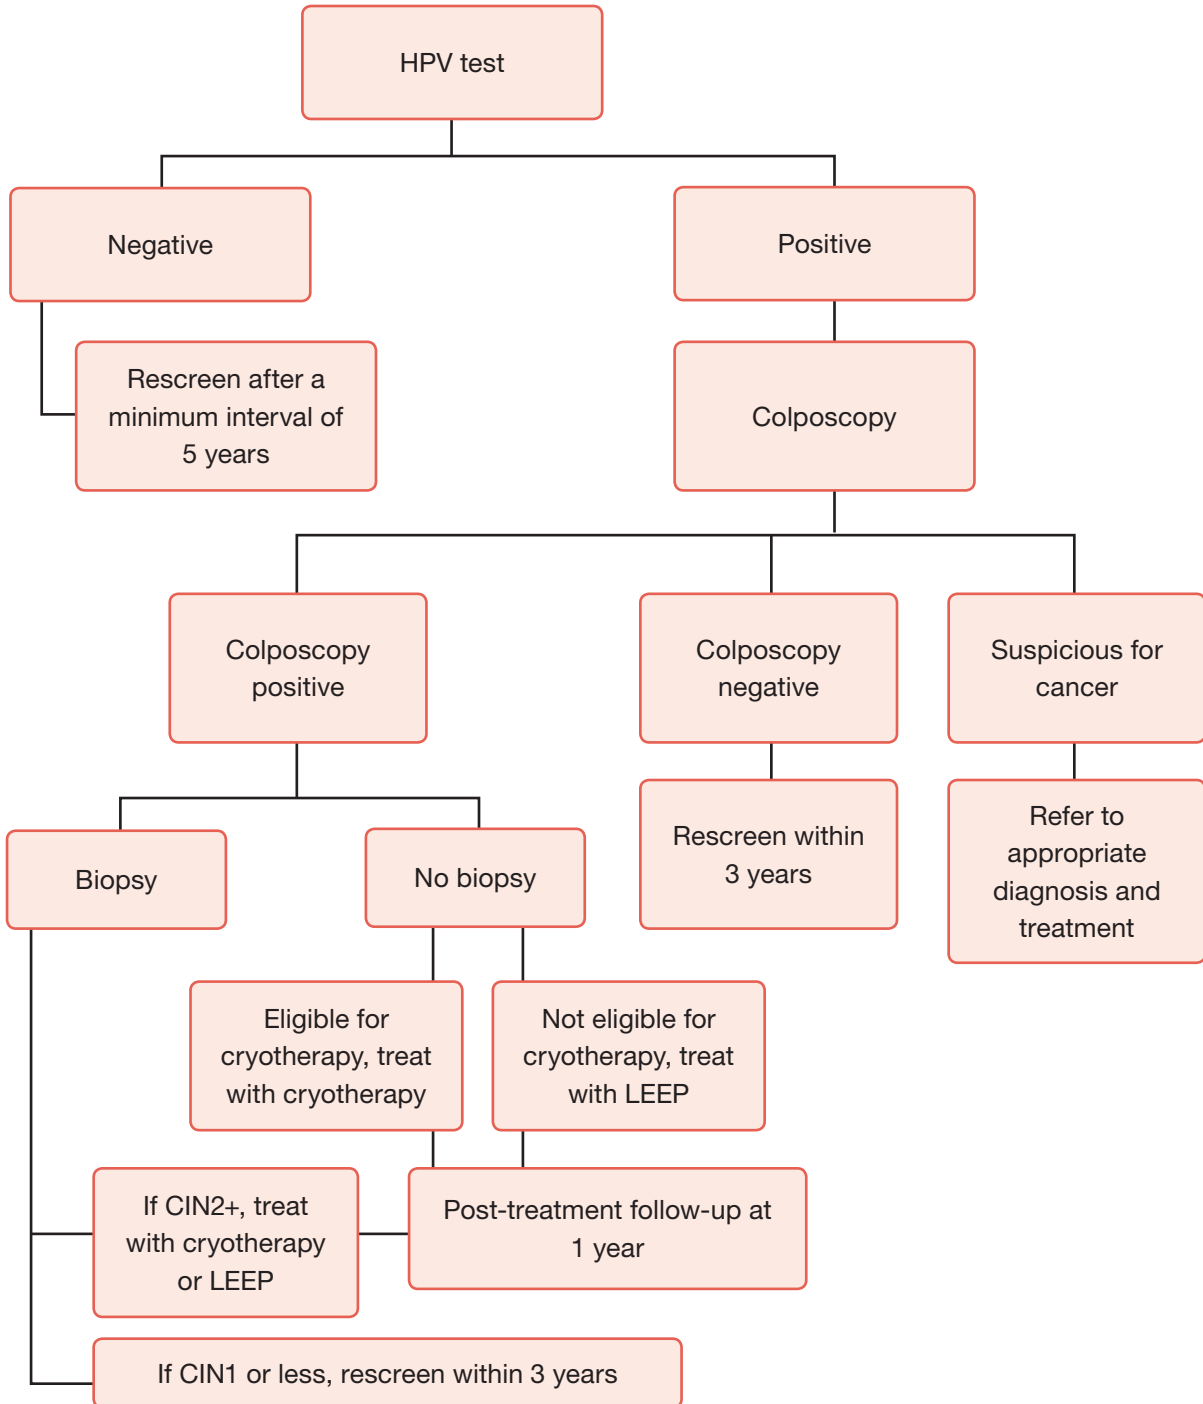 HPV test
Negative
Positive
Rescreen after a
minimum interval of
5 years
Colposcopy
Colposcopy
positive
Colposcopy
negative
Suspicious for
cancer
Biopsy
No biopsy
Rescreen within
3 years
Refer to
appropriate
diagnosis and
treatment
Eligible for
cryotherapy, treat
with cryotherapy
Not eligible for
cryotherapy, treat
with LEEP
If CIN2+, treat
with cryotherapy
or LEEP
Post-treatment follow-up at
1 year
If CIN1 or less, rescreen within 3 years